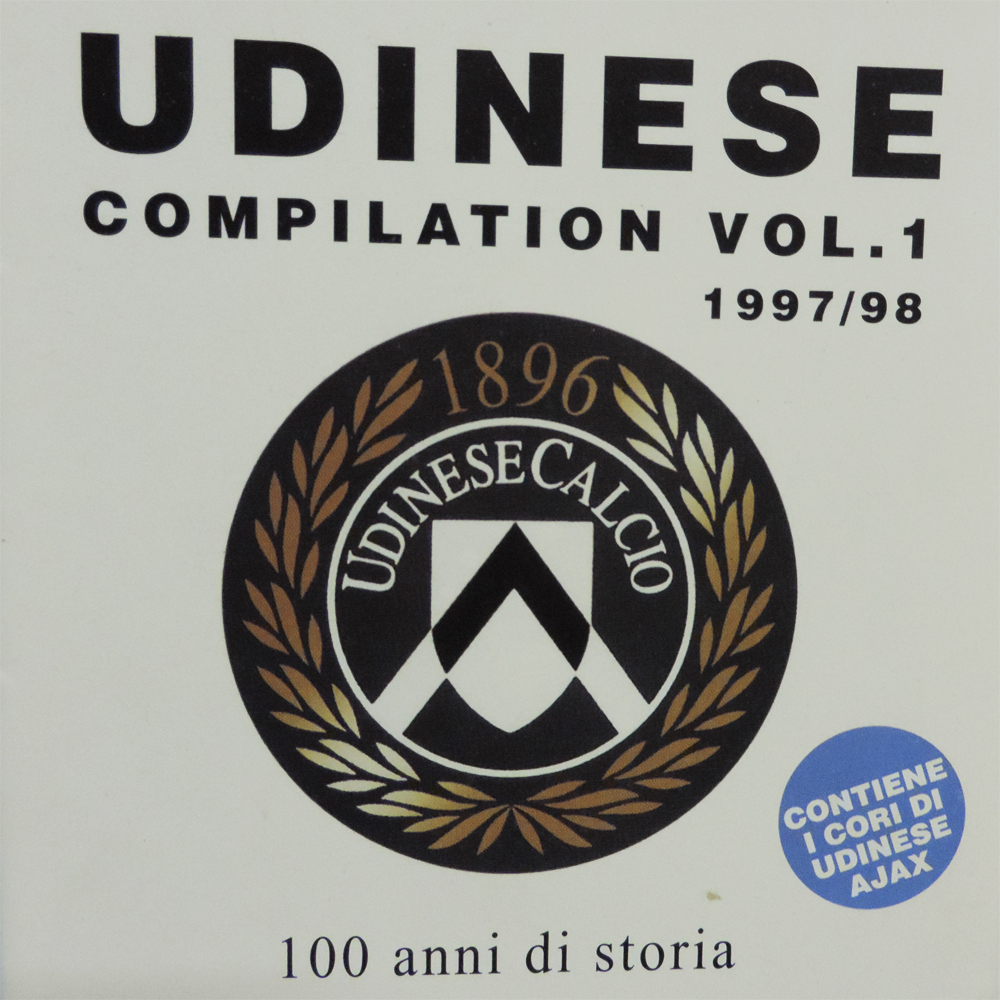 UDINESE
COMPILATION VOL.1
1997/98
1896
UDINESE CALCIO
CONTIENE
I CORI DI
UDINESE
AJAX
100 anni di storia